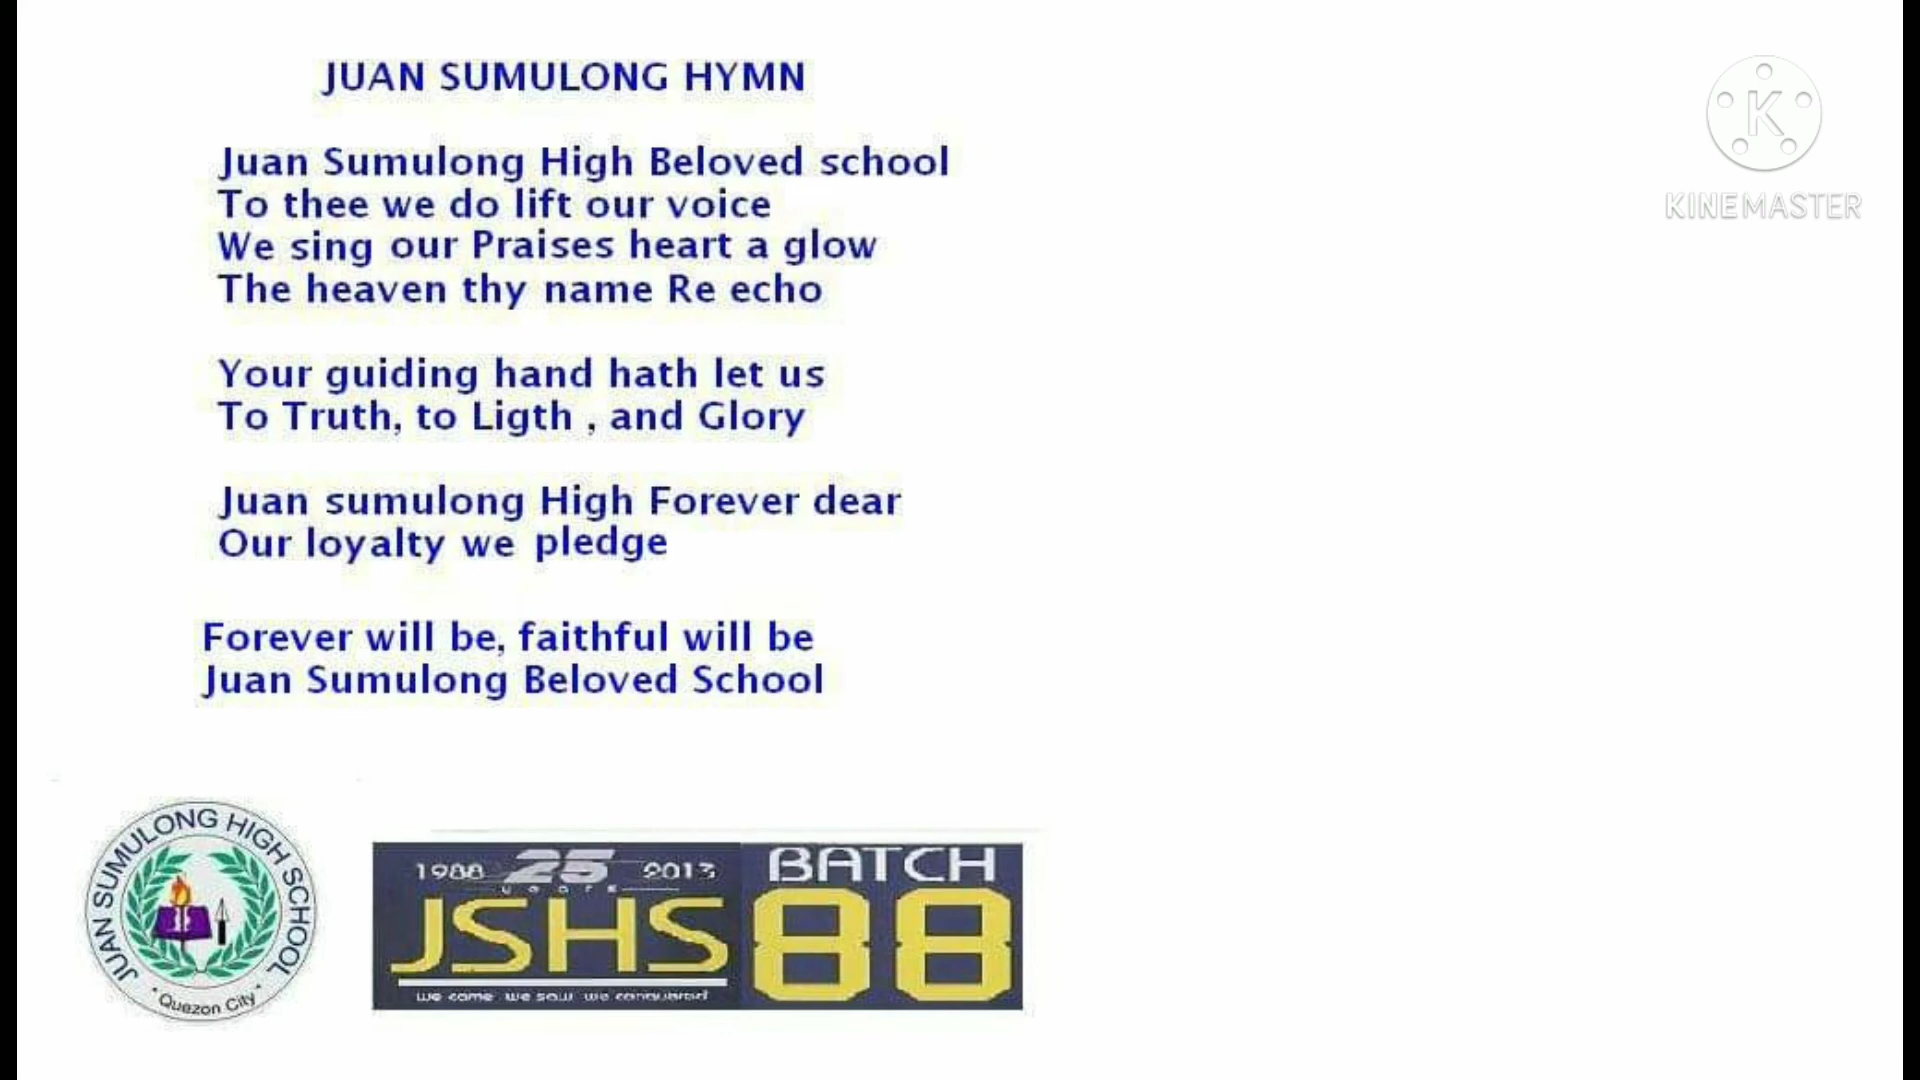 JUAN SUMULONG HYMN
Juan Sumulong High Beloved school
To thee we do lift our voice
We sing our Praises heart a glow
The heaven thy name Re echo
Your guiding hand hath let us
To Truth, to Ligth , and Glory
Juan sumulong High Forever dear
Our loyalty we pledge
Forever will be, faithful will be
Juan Sumulong Beloved School
K
KINEMASTER
JUAN SUMULONG HIGH SCHOOL
* Quezon City *
1988 25 2013
years
JSHS
we came we saw we conquered
BATCH
88